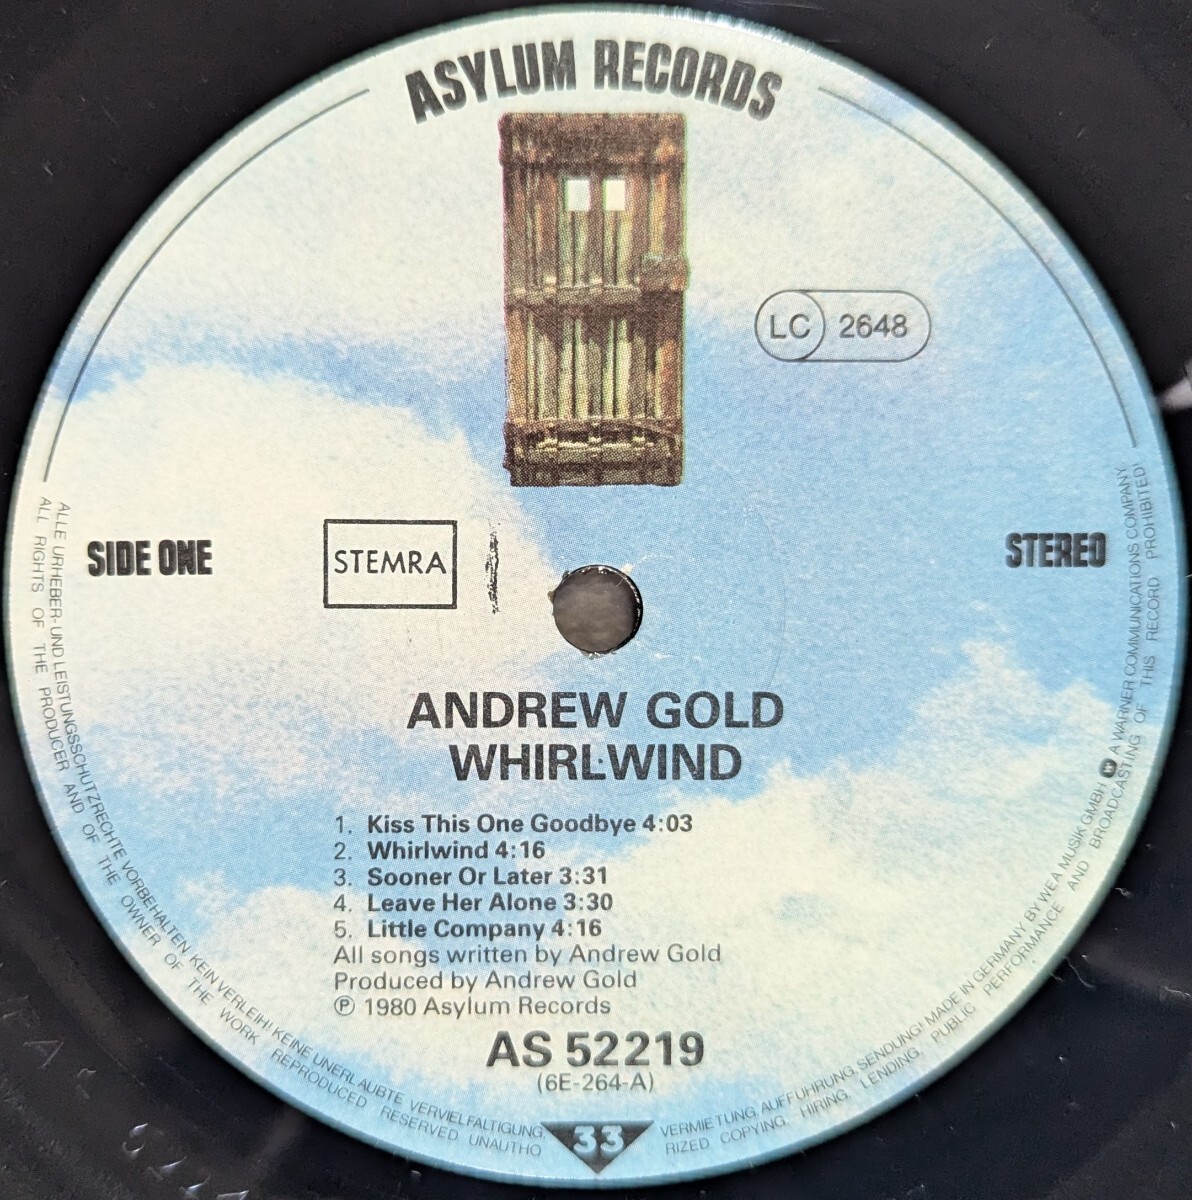 ASYLUM RECORDS
LC 2648
SIDE ONE
STEMRA
STEREO
ANDREW GOLD
WHIRLWIND
1. Kiss This One Goodbye 4:03
2. Whirlwind 4:16
3. Sooner Or Later 3:31
4. Leave Her Alone 3:30
5. Little Company 4:16
All songs written by Andrew Gold
Produced by Andrew Gold
℗ 1980 Asylum Records
AS 52219
(6E-264-A)
33
ALLE URHEBER- UND LEISTUNGSSCHUTZRECHTE VORBEHALTEN KEIN VERLEIH! KEINE UNERLAUBTE VERVIELFÄLTIGUNG, VERMIETUNG, AUFFÜHRUNG, SENDUNG! MADE IN GERMANY BY WEA MUSIK GMBH W A WARNER COMMUNICATIONS COMPANY
ALL RIGHTS OF THE PRODUCER AND OF THE OWNER OF THE WORK REPRODUCED RESERVED UNAUTHORIZED COPYING, HIRING, LENDING, PUBLIC PERFORMANCE AND BROADCASTING OF THIS RECORD PROHIBITED!